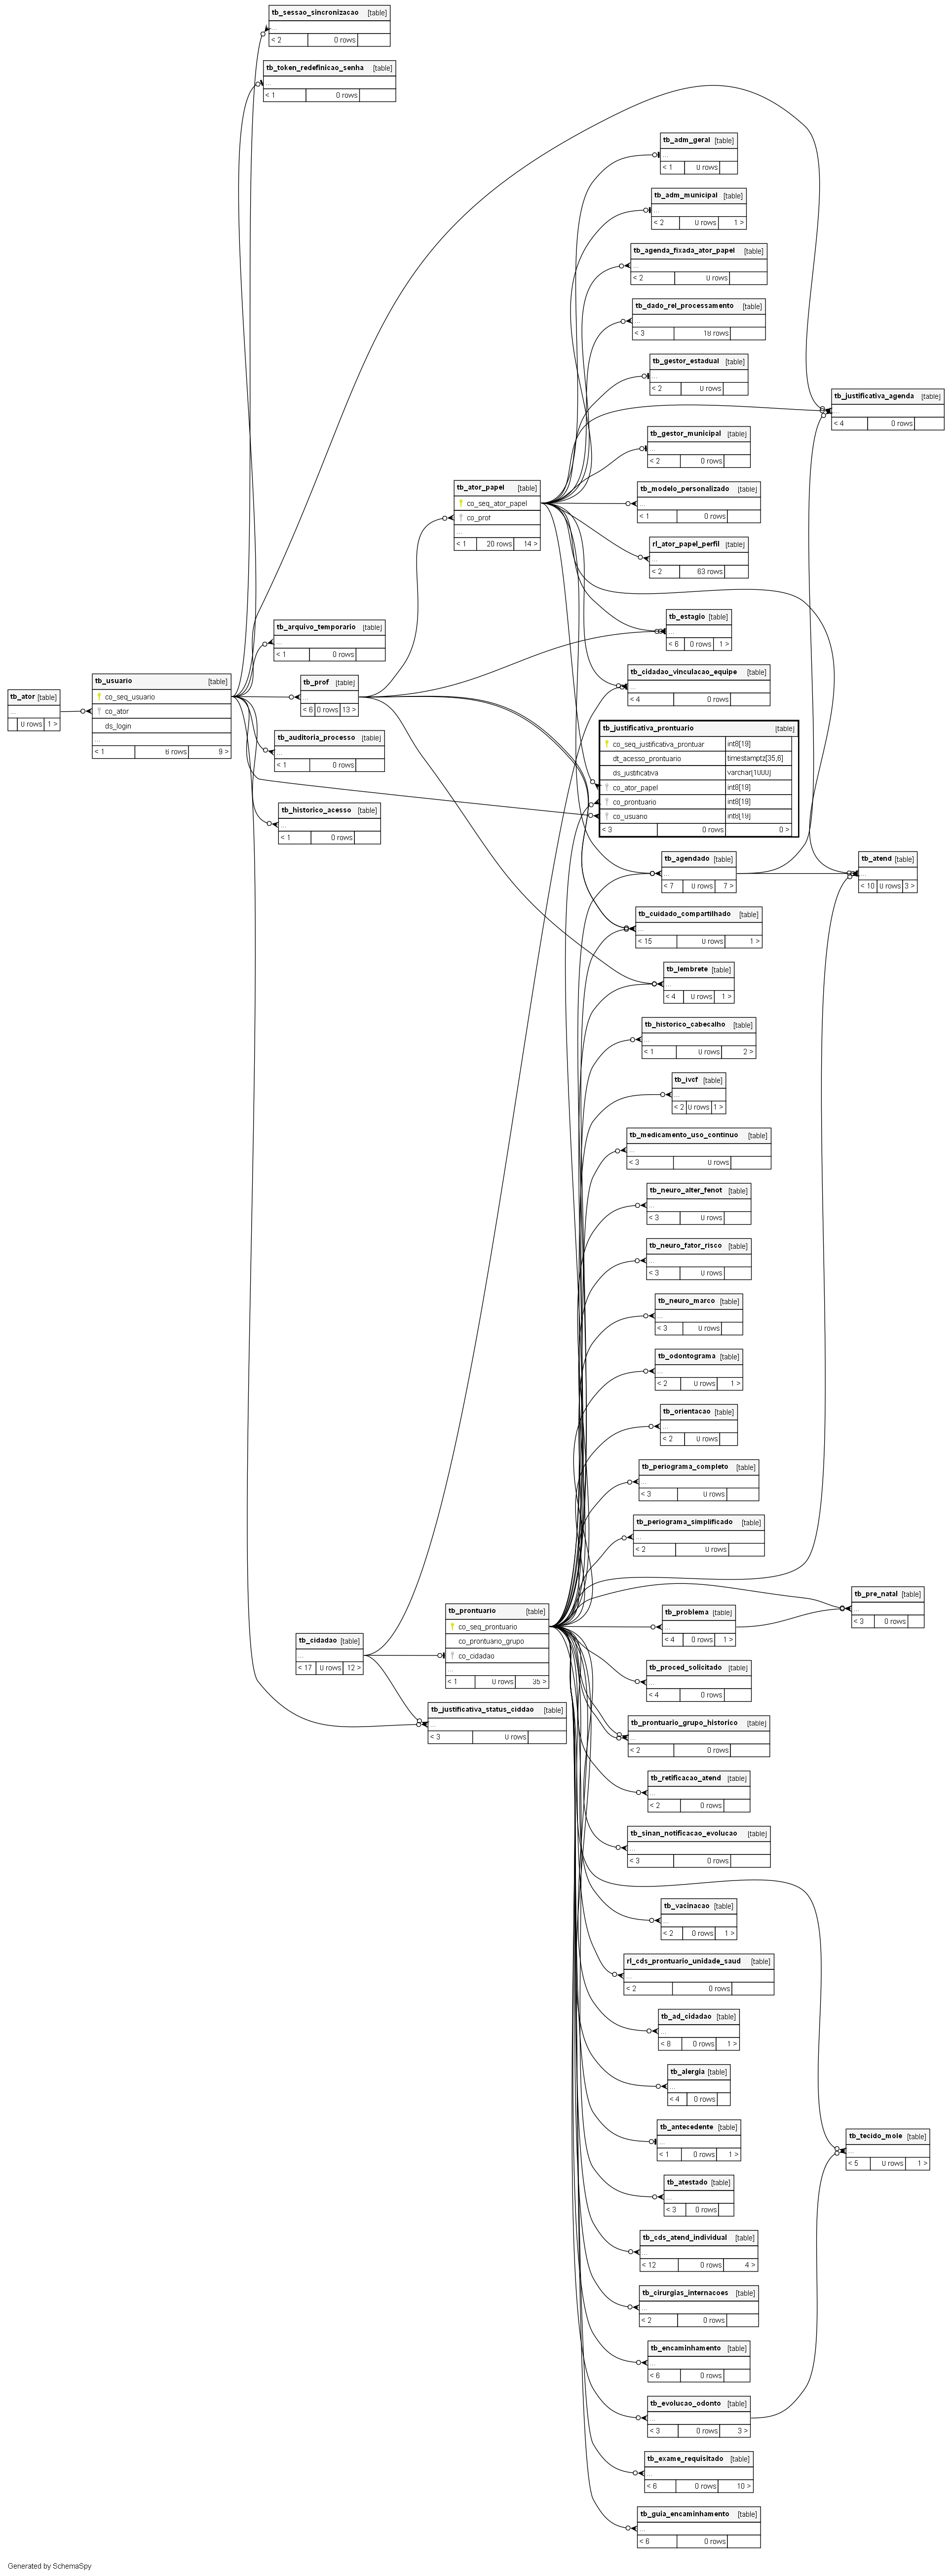 tb_sessao_sincronizacao [table]
...
< 2 0 rows
tb_token_redefinicao_senha [table]
...
< 1 0 rows
tb_adm_geral [table]
...
< 1 0 rows
tb_adm_municipal [table]
...
< 2 0 rows 1 >
tb_agenda_fixada_ator_papel [table]
...
< 2 0 rows
tb_dado_rel_processamento [table]
...
< 3 18 rows
tb_gestor_estadual [table]
...
< 2 0 rows
tb_justificativa_agenda [table]
...
< 4 0 rows
tb_gestor_municipal [table]
...
< 2 0 rows
tb_ator_papel [table]
co_seq_ator_papel
co_prof
...
< 1 20 rows 14 >
tb_modelo_personalizado [table]
...
< 1 0 rows
rl_ator_papel_perfil [table]
...
< 2 63 rows
tb_estagio [table]
...
< 6 0 rows 1 >
tb_arquivo_temporario [table]
...
< 1 0 rows
tb_cidadao_vinculacao_equipe [table]
...
< 4 0 rows
tb_ator [table]
...
0 rows 1 >
tb_usuario [table]
co_seq_usuario
co_ator
ds_login
...
< 1 6 rows 9 >
tb_prof [table]
...
< 6 0 rows 13 >
tb_justificativa_prontuario [table]
co_seq_justificativa_prontuar int8[19]
dt_acesso_prontuario timestamptz[35,6]
ds_justificativa varchar[1000]
co_ator_papel int8[19]
co_prontuario int8[19]
co_usuario int8[19]
< 3 0 rows 0 >
tb_auditoria_processo [table]
...
< 1 0 rows
tb_historico_acesso [table]
...
< 1 0 rows
tb_agendado [table]
...
< 7 0 rows 7 >
tb_atend [table]
...
< 10 0 rows 3 >
tb_cuidado_compartilhado [table]
...
< 15 0 rows 1 >
tb_lembrete [table]
...
< 4 0 rows 1 >
tb_historico_cabecalho [table]
...
< 1 0 rows 2 >
tb_ivcf [table]
...
< 2 0 rows 1 >
tb_medicamento_uso_continuo [table]
...
< 3 0 rows
tb_neuro_alter_fenot [table]
...
< 3 0 rows
tb_neuro_fator_risco [table]
...
< 3 0 rows
tb_neuro_marco [table]
...
< 3 0 rows
tb_odontograma [table]
...
< 2 0 rows 1 >
tb_orientacao [table]
...
< 2 0 rows
tb_periograma_completo [table]
...
< 3 0 rows
tb_periograma_simplificado [table]
...
< 2 0 rows
tb_pre_natal [table]
...
< 3 0 rows
tb_prontuario [table]
co_seq_prontuario
co_prontuario_grupo
co_cidadao
...
< 1 0 rows 35 >
tb_problema [table]
...
< 4 0 rows 1 >
tb_cidadao [table]
...
< 17 0 rows 12 >
tb_proced_solicitado [table]
...
< 4 0 rows
tb_justificativa_status_ciddao [table]
...
< 3 0 rows
tb_prontuario_grupo_historico [table]
...
< 2 0 rows
tb_retificacao_atend [table]
...
< 2 0 rows
tb_sinan_notificacao_evolucao [table]
...
< 3 0 rows
tb_vacinacao [table]
...
< 2 0 rows 1 >
rl_cds_prontuario_unidade_saud [table]
...
< 2 0 rows
tb_ad_cidadao [table]
...
< 8 0 rows 1 >
tb_alergia [table]
...
< 4 0 rows
tb_antecedente [table]
...
< 1 0 rows 1 >
tb_tecido_mole [table]
...
< 5 0 rows 1 >
tb_atestado [table]
...
< 3 0 rows
tb_cds_atend_individual [table]
...
< 12 0 rows 4 >
tb_cirurgias_internacoes [table]
...
< 2 0 rows
tb_encaminhamento [table]
...
< 6 0 rows
tb_evolucao_odonto [table]
...
< 3 0 rows 3 >
tb_exame_requisitado [table]
...
< 6 0 rows 10 >
tb_guia_encaminhamento [table]
...
< 6 0 rows
Generated by SchemaSpy